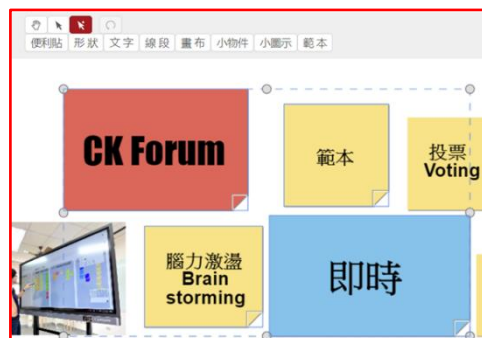 便利貼 形狀 文字 線段 畫布 小物件 小圖示 範本
CK Forum
範本
投票
Voting
腦力激盪
Brain
storming
即時